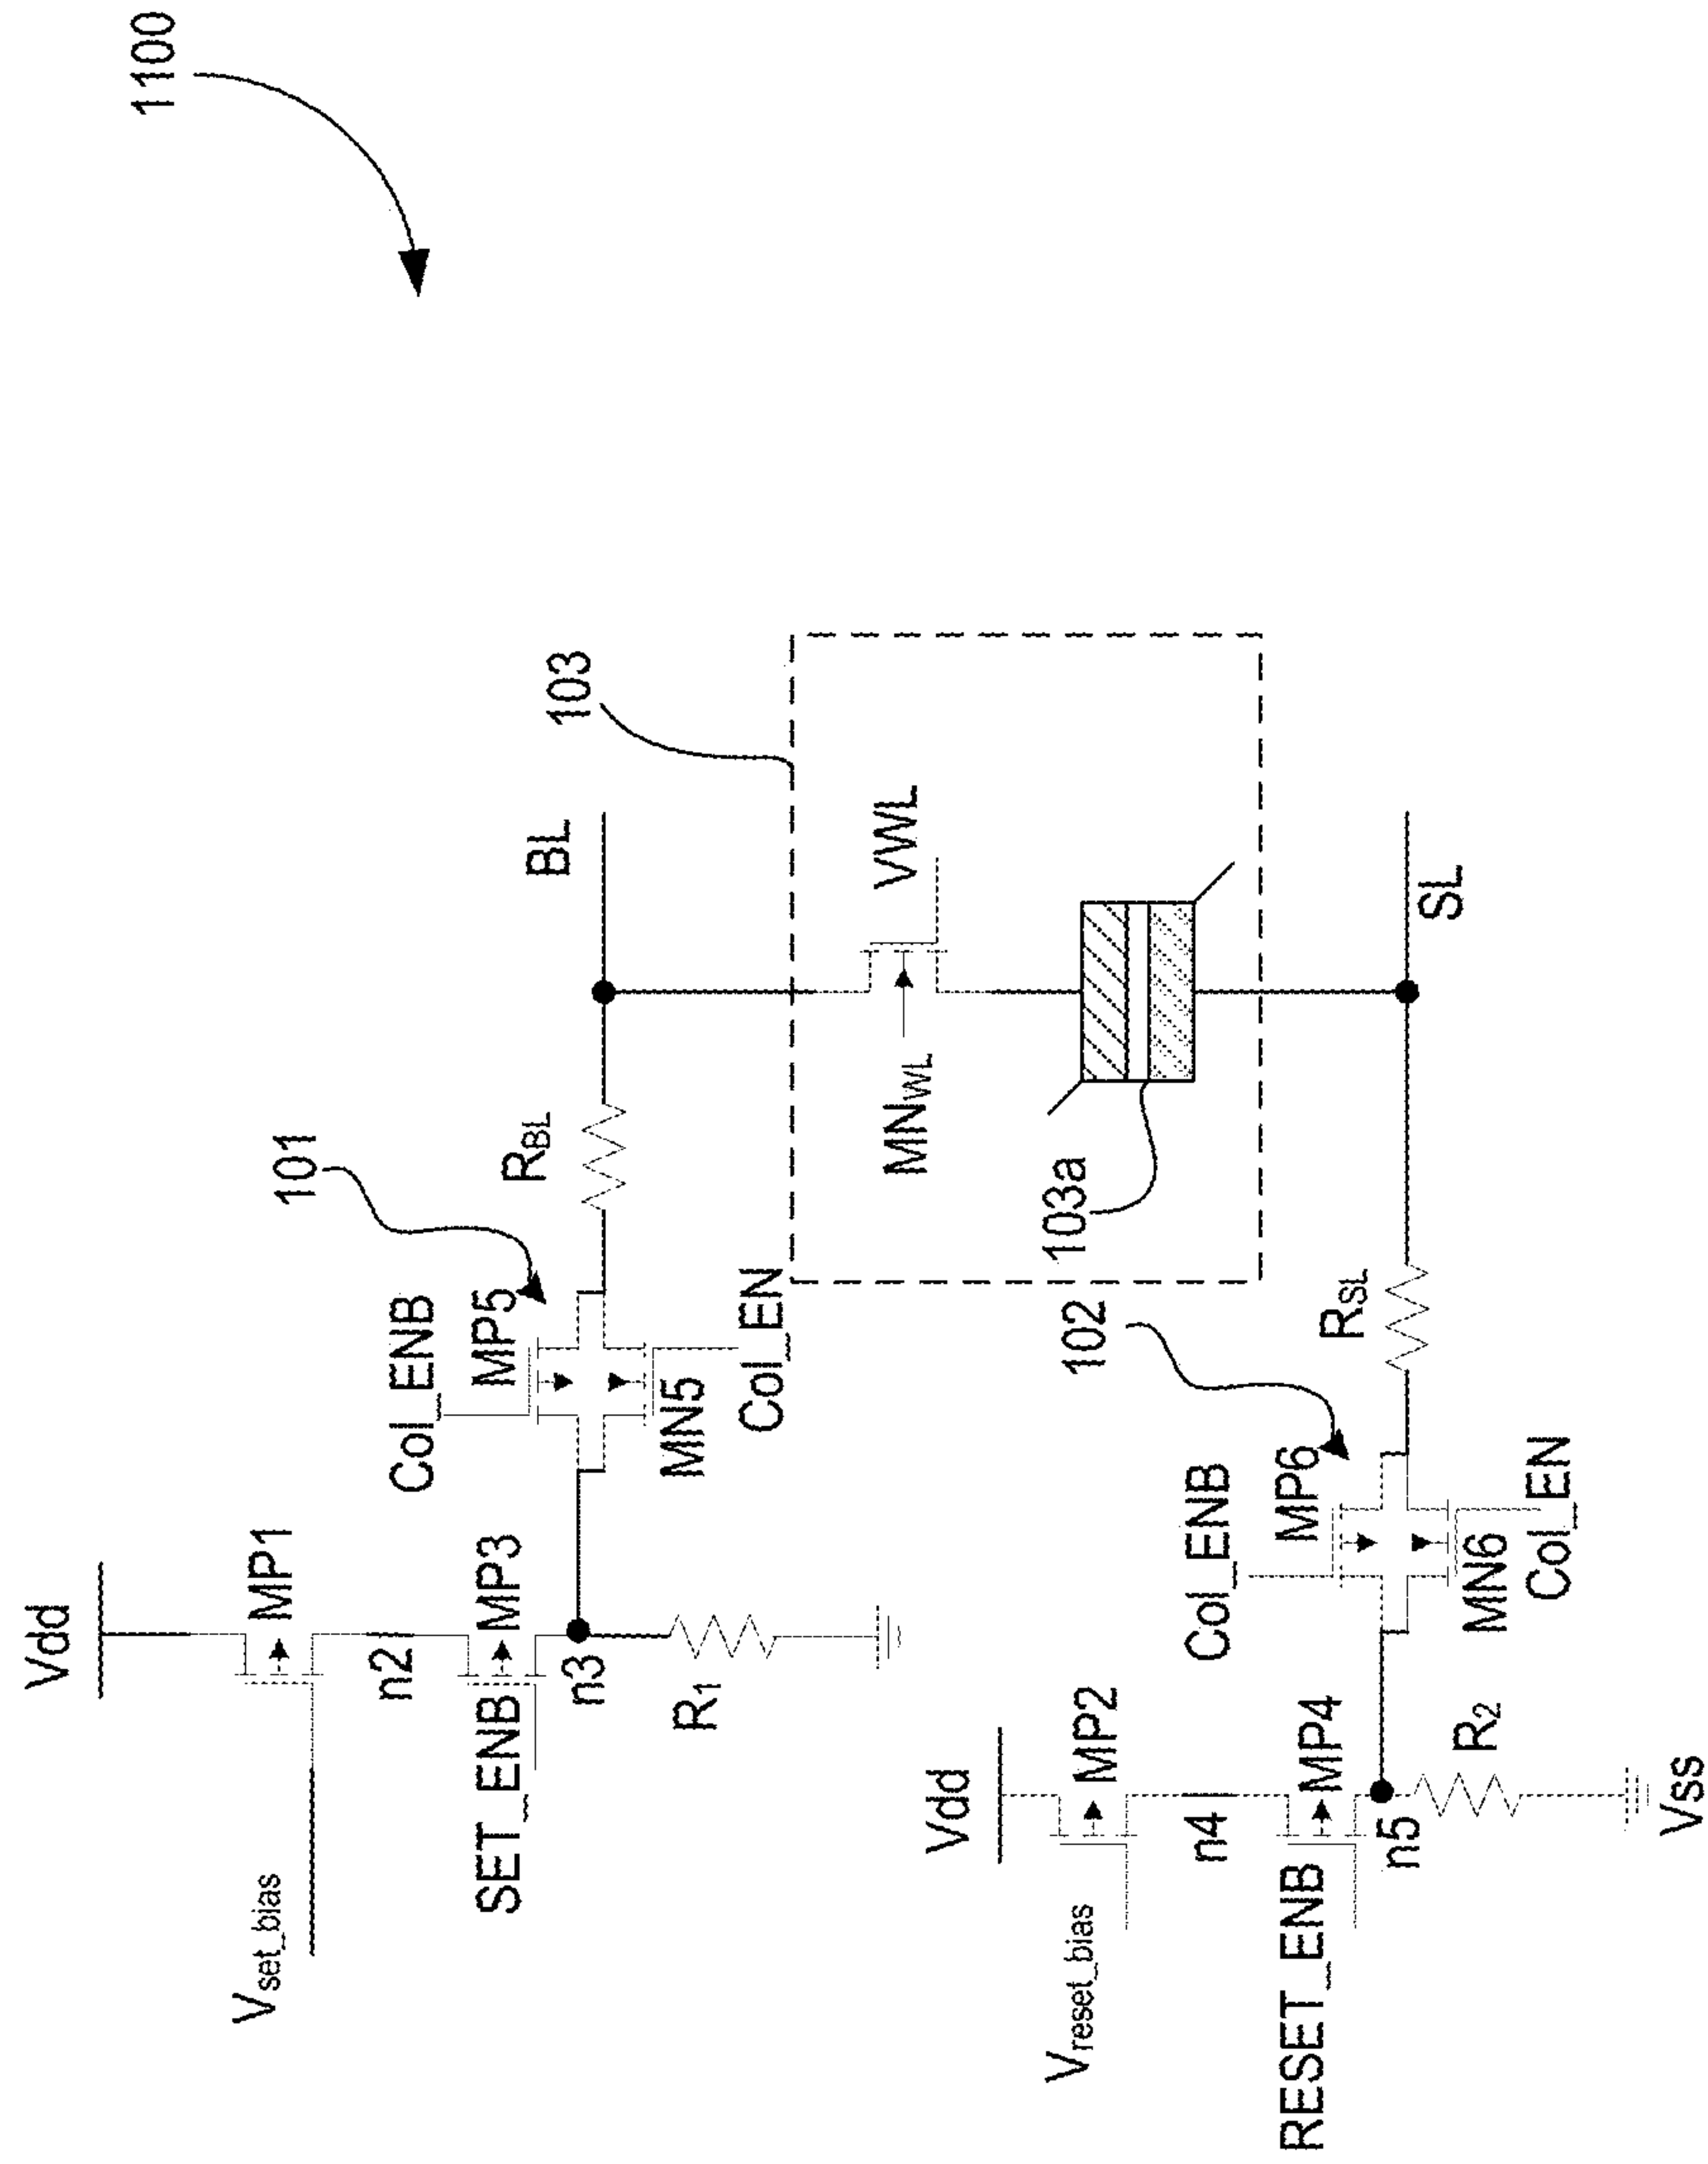 1100
Vdd
Vset_bias
MP1
n2
SET_ENB
MP3
n3
R1
Col_ENB
MP5
MN5
Col_EN
101
RBL
BL
103
MNWL
VWL
103a
Vdd
Vreset_bias
MP2
n4
RESET_ENB
MP4
n5
R2
Vss
Col_ENB
MP6
MN6
Col_EN
102
RSL
SL